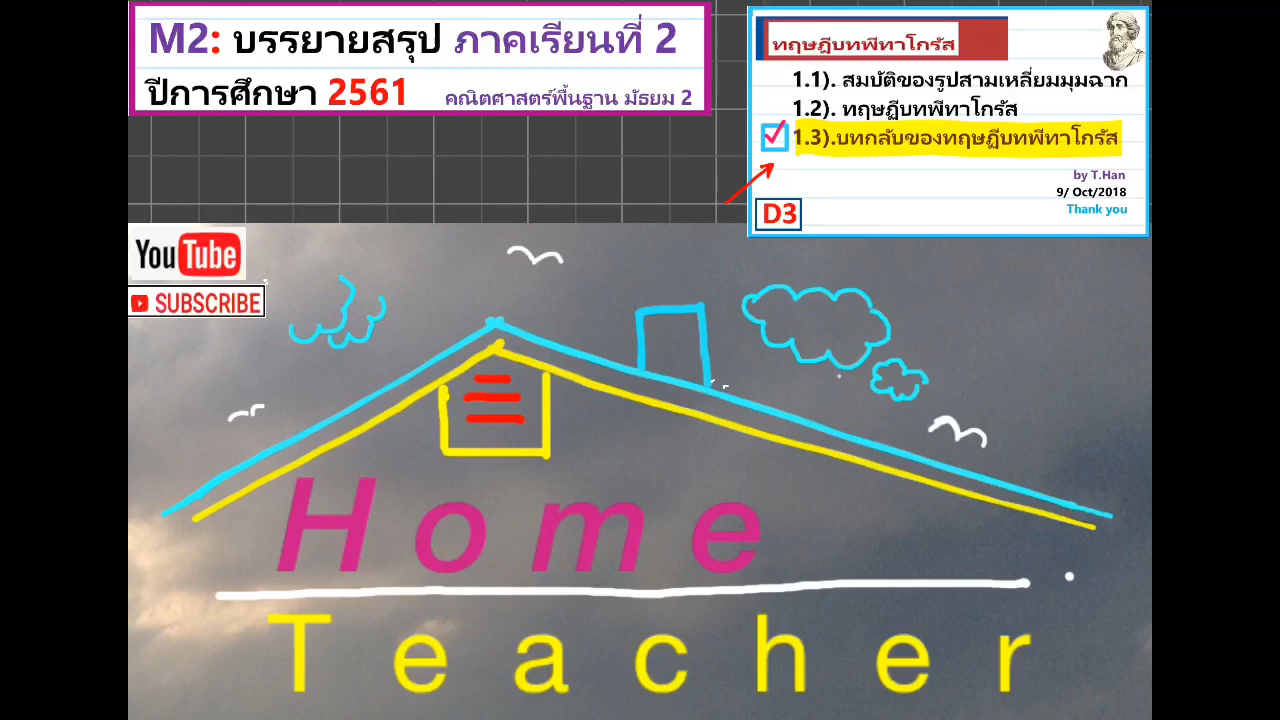 M2: บรรยายสรุป ภาคเรียนที่ 2
ปีการศึกษา 2561 คณิตศาสตร์พื้นฐาน มัธยม 2
ทฤษฎีบทพีทาโกรัส
1.1). สมบัติของรูปสามเหลี่ยมมุมฉาก
1.2). ทฤษฏีบทพีทาโกรัส
1.3).บทกลับของทฤษฏีบทพีทาโกรัส
by T.Han
9/ Oct/2018
Thank you
D3
YouTube
SUBSCRIBE
Home
Teacher